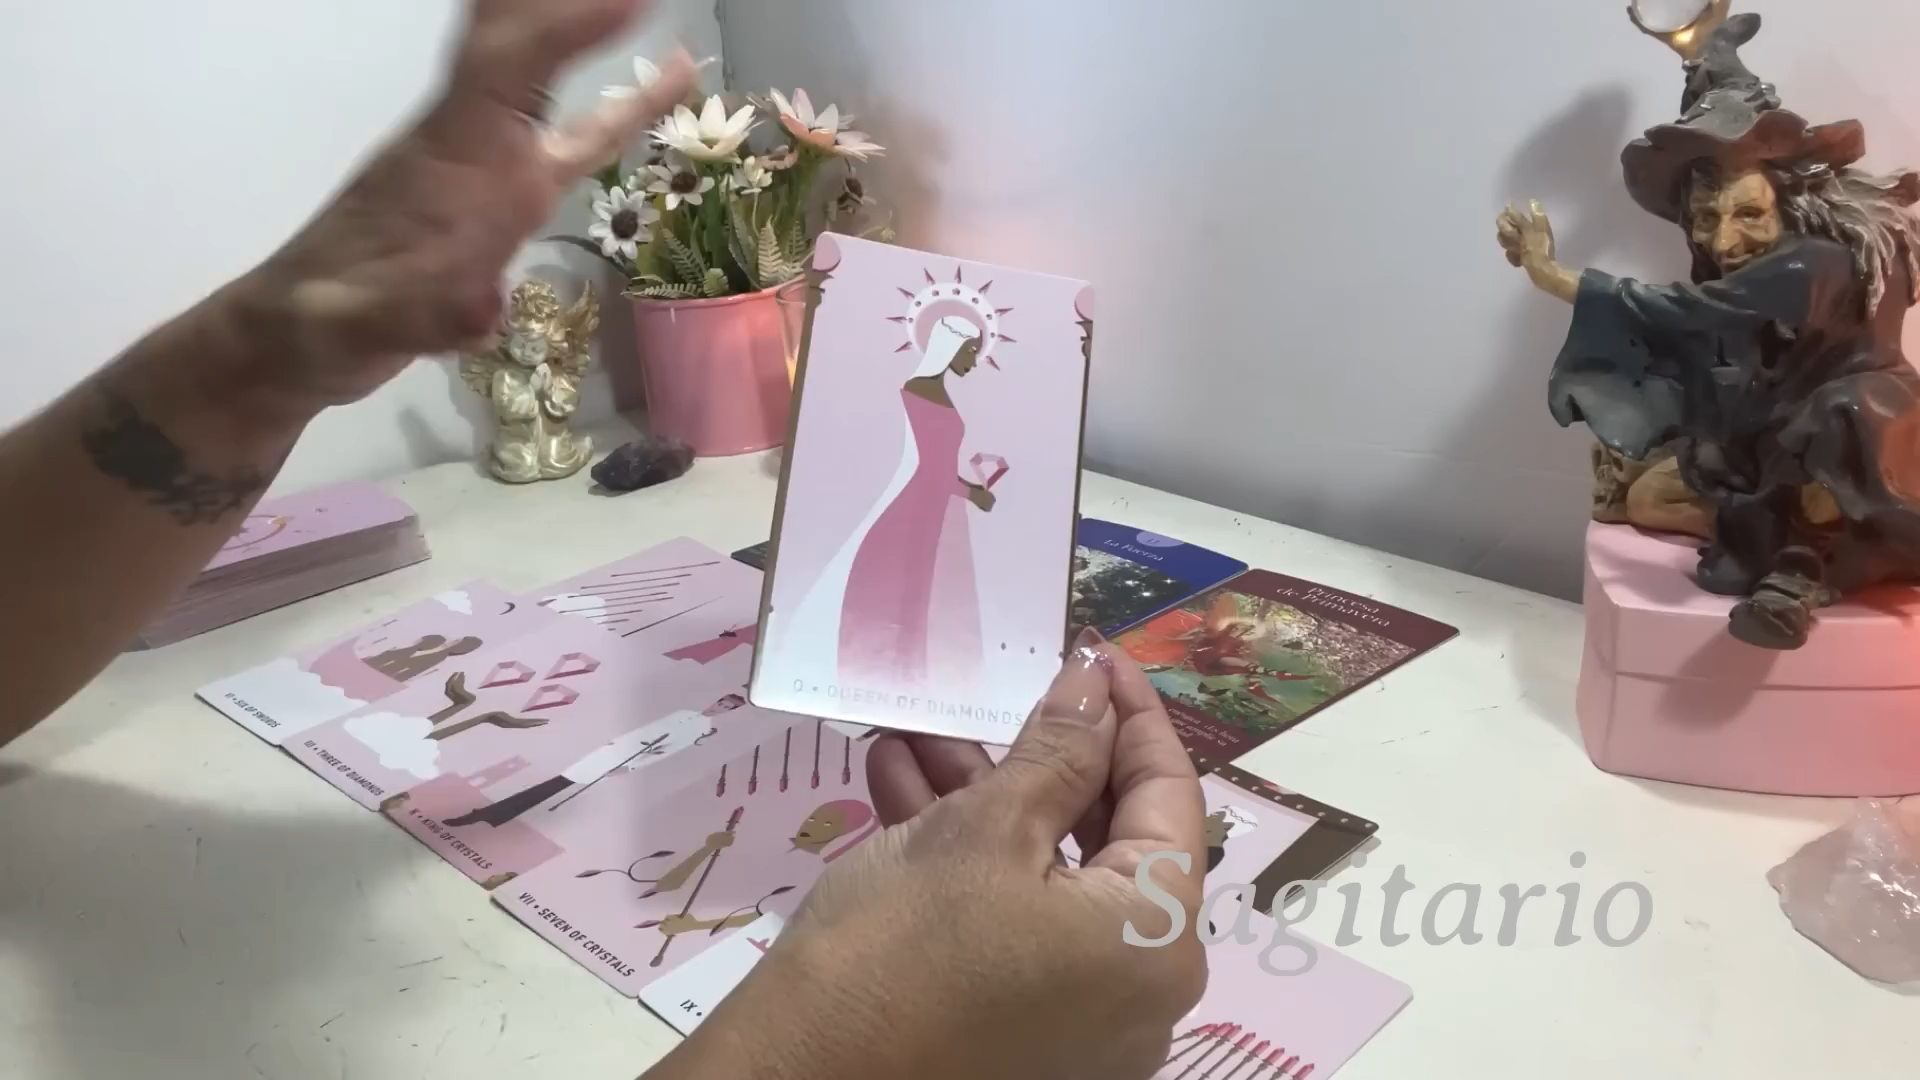 La Fuerza
Princesa
de Primavera
Q • QUEEN OF DIAMONDS
VI • SIX OF SWORDS
III • THREE OF DIAMONDS
K • KING OF CRYSTALS
VII • SEVEN OF CRYSTALS
IX •
Sagitario